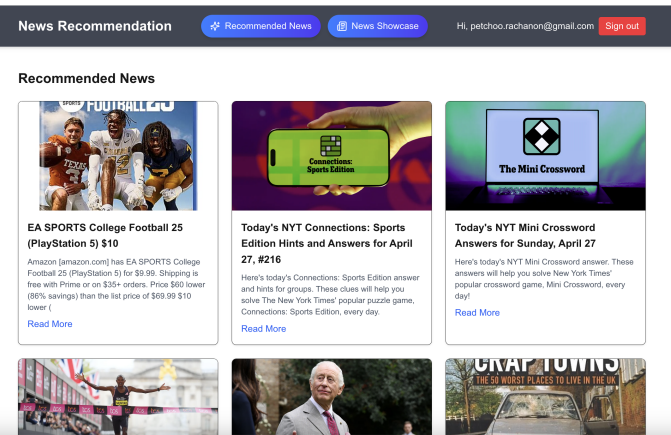 News Recommendation
Recommended News
News Showcase
Hi, petchoo.rachanon@gmail.com
Sign out
Recommended News
SPORTS
FOOTBALL 25
TEXAS
EA SPORTS College Football 25
(PlayStation 5) $10
Amazon [amazon.com] has EA SPORTS College
Football 25 (PlayStation 5) for $9.99. Shipping is
free with Prime or on $35+ orders. Price $60 lower
(86% savings) than the list price of $69.99 $10
lower (
Read More
Connections:
Sports Edition
Today's NYT Connections: Sports
Edition Hints and Answers for April
27, #216
Here's today's Connections: Sports Edition answer
and hints for groups. These clues will help you
solve The New York Times' popular puzzle game,
Connections: Sports Edition, every day.
Read More
The Mini Crossword
Today's NYT Mini Crossword
Answers for Sunday, April 27
Here's today's NYT Mini Crossword answer. These
answers will help you solve New York Times'
popular crossword game, Mini Crossword, every
day!
Read More
CRAP TOWNS
THE 50 WORST PLACES TO LIVE IN THE UK